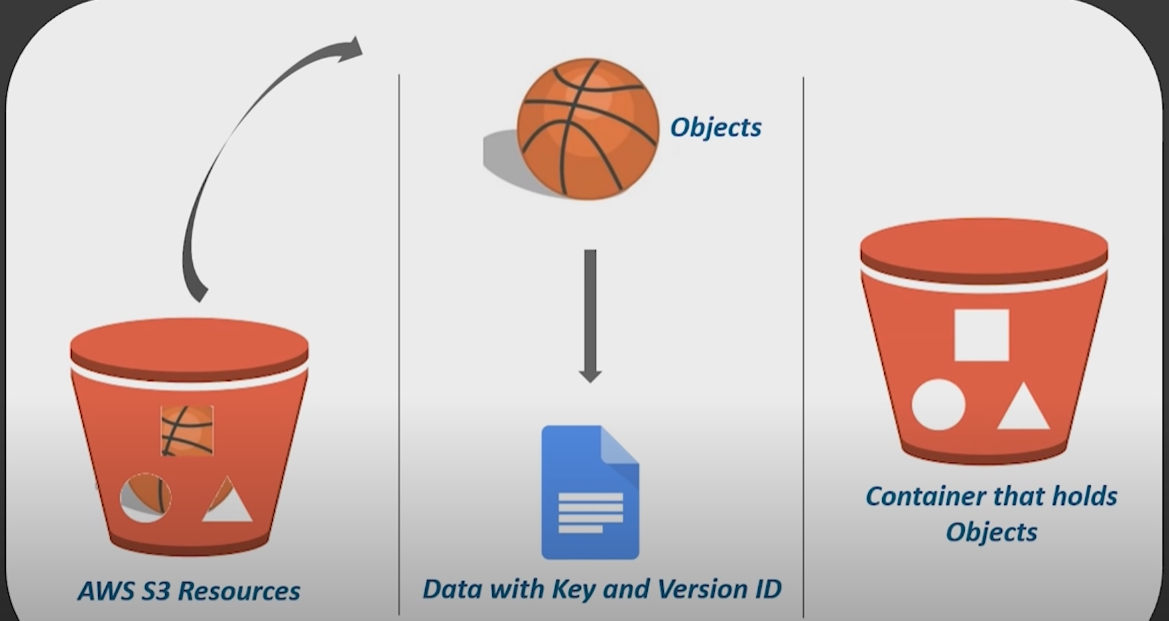 Objects
AWS S3 Resources
Data with Key and Version ID
Container that holds
Objects